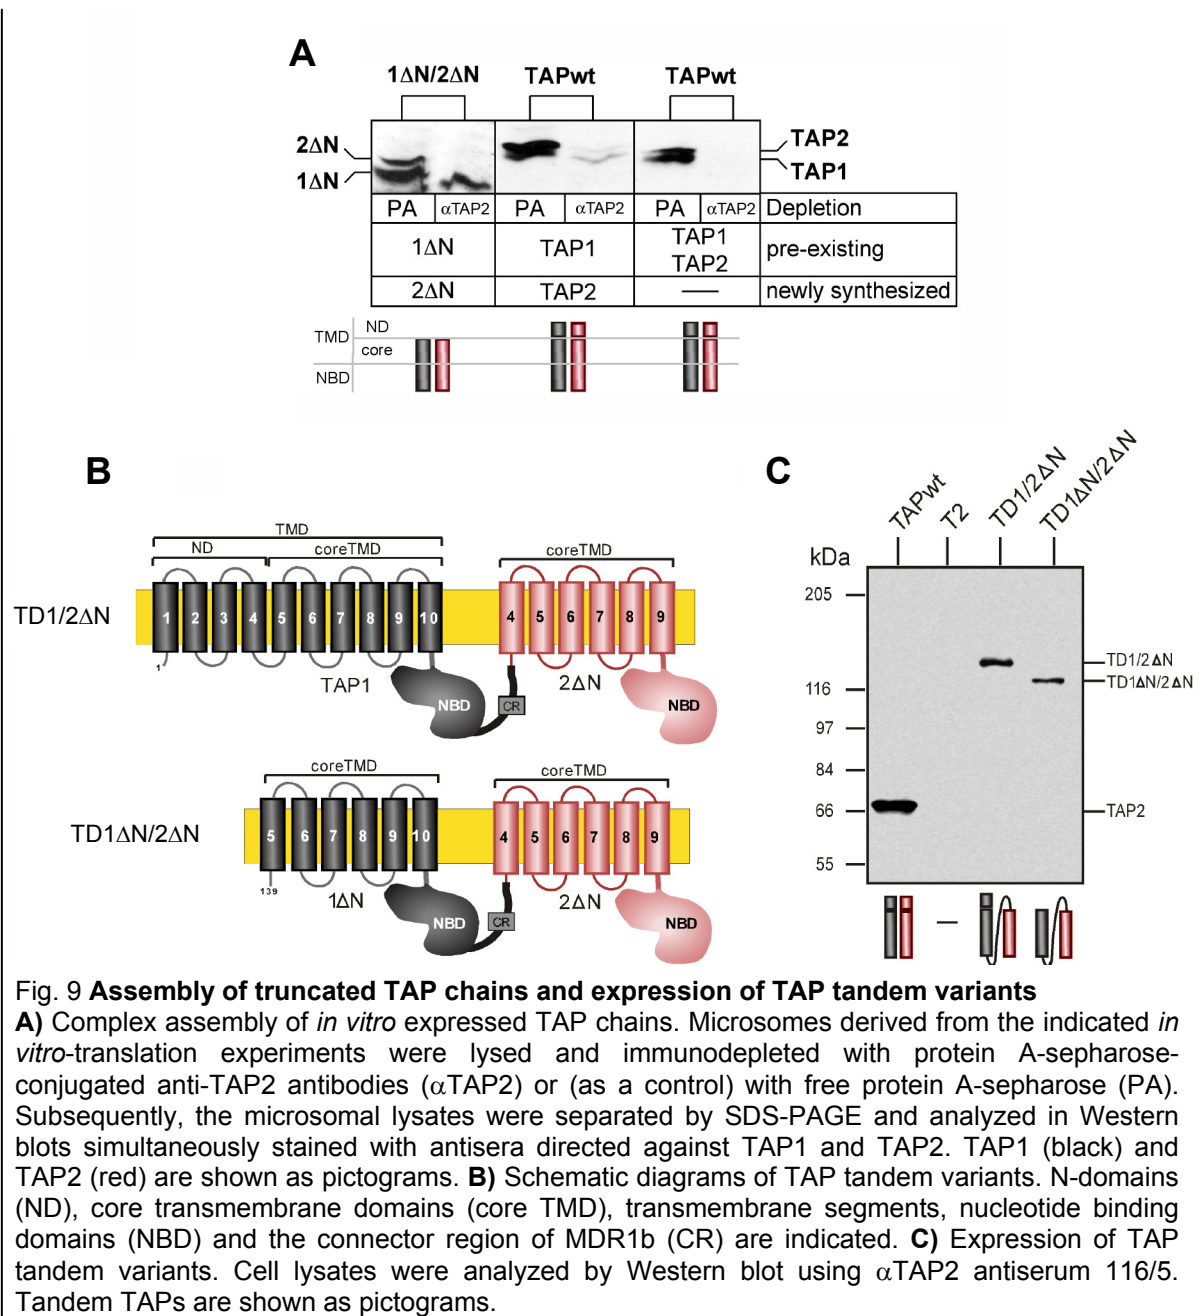 A
1ΔN/2ΔN TAPwt TAPwt
2ΔN
1ΔN
TAP2
TAP1
PA αTAP2 PA αTAP2 PA αTAP2 Depletion
1ΔN TAP1 TAP1 TAP2 pre-existing
2ΔN TAP2 — newly synthesized
TMD ND
core
NBD
B
TMD
ND coreTMD coreTMD
TD1/2ΔN
1 2 3 4 5 6 7 8 9 10 4 5 6 7 8 9
1
TAP1 2ΔN
NBD CR NBD
coreTMD coreTMD
TD1ΔN/2ΔN
5 6 7 8 9 10 4 5 6 7 8 9
139
1ΔN 2ΔN
NBD CR NBD
C
TAPwt T2 TD1/2ΔN TD1ΔN/2ΔN
kDa
205
TD1/2ΔN
TD1ΔN/2ΔN
116
97
84
66 TAP2
55
—
Fig. 9 Assembly of truncated TAP chains and expression of TAP tandem variants
A) Complex assembly of in vitro expressed TAP chains. Microsomes derived from the indicated in
vitro-translation experiments were lysed and immunodepleted with protein A-sepharose-
conjugated anti-TAP2 antibodies (αTAP2) or (as a control) with free protein A-sepharose (PA).
Subsequently, the microsomal lysates were separated by SDS-PAGE and analyzed in Western
blots simultaneously stained with antisera directed against TAP1 and TAP2. TAP1 (black) and
TAP2 (red) are shown as pictograms. B) Schematic diagrams of TAP tandem variants. N-domains
(ND), core transmembrane domains (core TMD), transmembrane segments, nucleotide binding
domains (NBD) and the connector region of MDR1b (CR) are indicated. C) Expression of TAP
tandem variants. Cell lysates were analyzed by Western blot using αTAP2 antiserum 116/5.
Tandem TAPs are shown as pictograms.